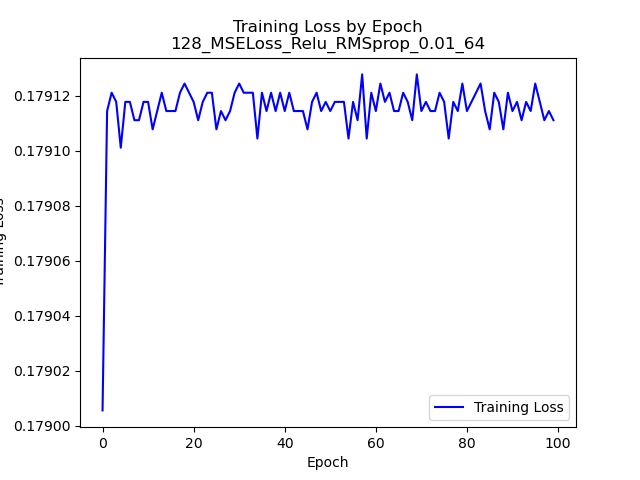 Training Loss by Epoch
128_MSELoss_Relu_RMSprop_0.01_64
0.17912
0.17910
0.17908
0.17906
0.17904
0.17902
0.17900
Training Loss
0 20 40 60 80 100
Epoch
Training Loss